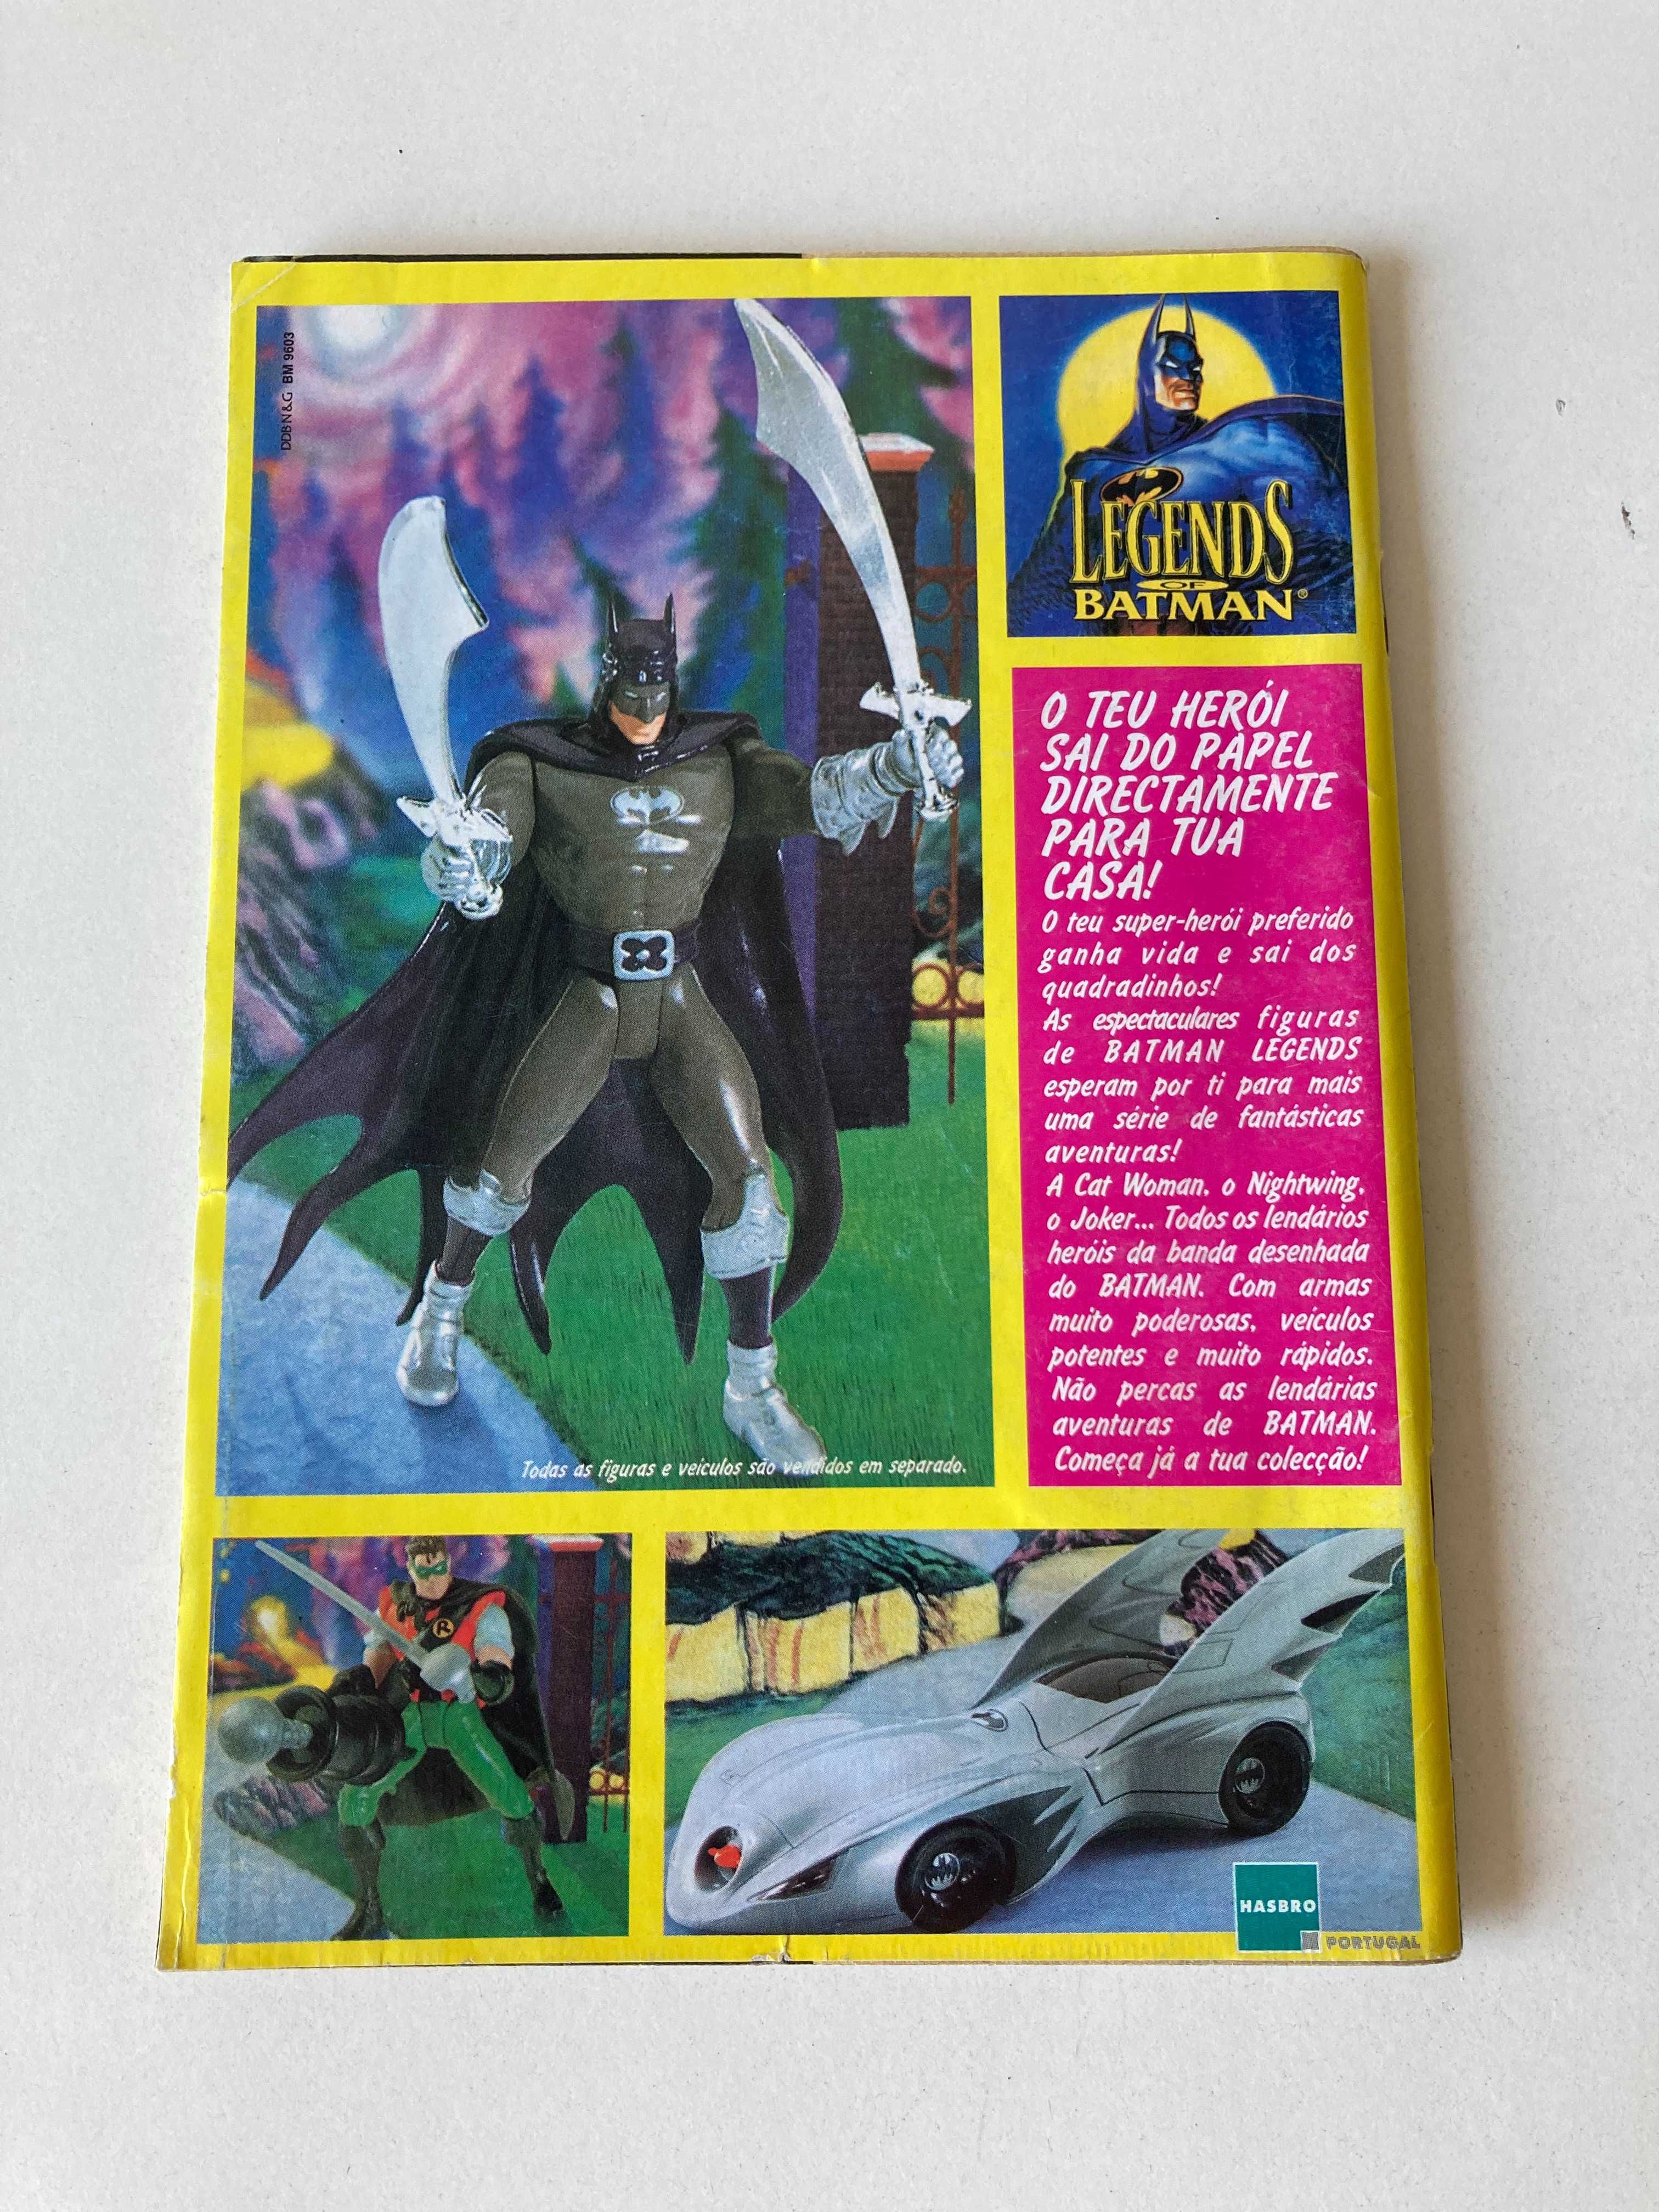 DDB N&G BM 9603
LEGENDS
OF
BATMAN®
O TEU HERÓI
SAI DO PAPEL
DIRECTAMENTE
PARA TUA
CASA!
O teu super-herói preferido
ganha vida e sai dos
quadradinhos!
As espectaculares figuras
de BATMAN LEGENDS
esperam por ti para mais
uma série de fantásticas
aventuras!
A Cat Woman, o Nightwing,
o Joker... Todos os lendários
heróis da banda desenhada
do BATMAN. Com armas
muito poderosas, veículos
potentes e muito rápidos.
Não percas as lendárias
aventuras de BATMAN.
Começa já a tua colecção!
Todas as figuras e veículos são vendidos em separado.
R
HASBRO
PORTUGAL